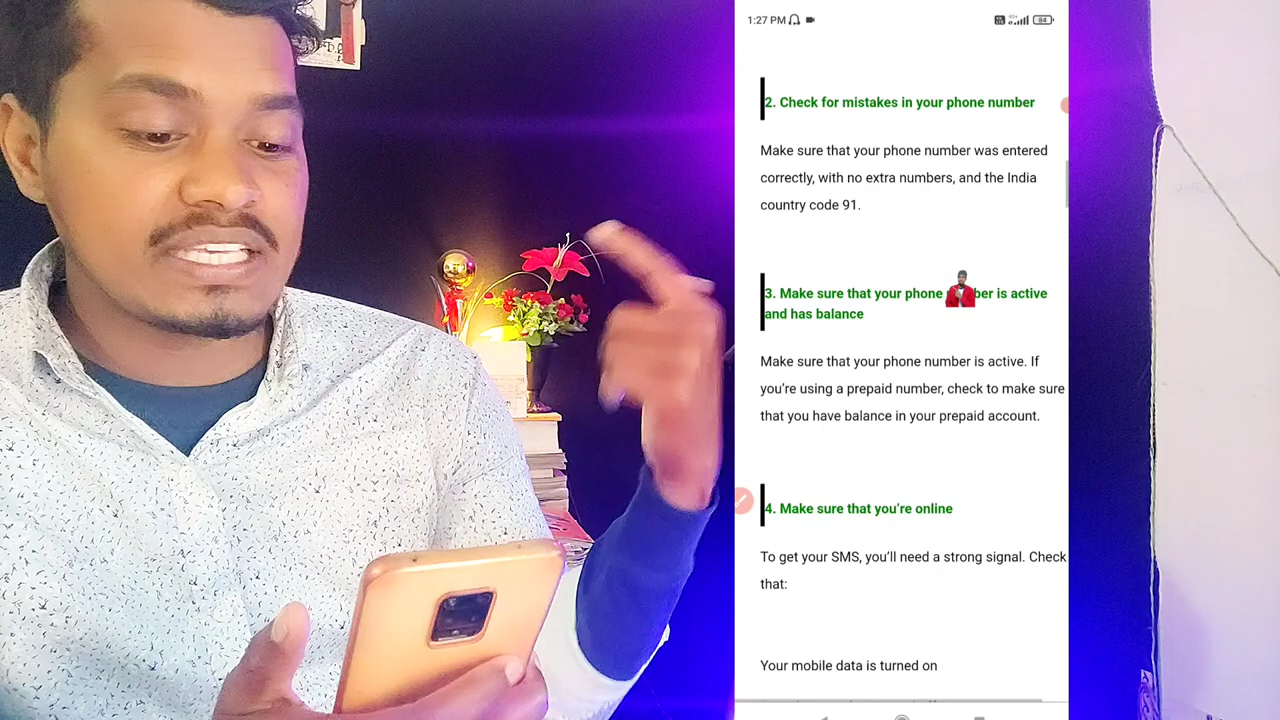 1:27 PM
84
2. Check for mistakes in your phone number
Make sure that your phone number was entered
correctly, with no extra numbers, and the India
country code 91.
3. Make sure that your phone ber is active
and has balance
Make sure that your phone number is active. If
you’re using a prepaid number, check to make sure
that you have balance in your prepaid account.
4. Make sure that you’re online
To get your SMS, you’ll need a strong signal. Check
that:
Your mobile data is turned on